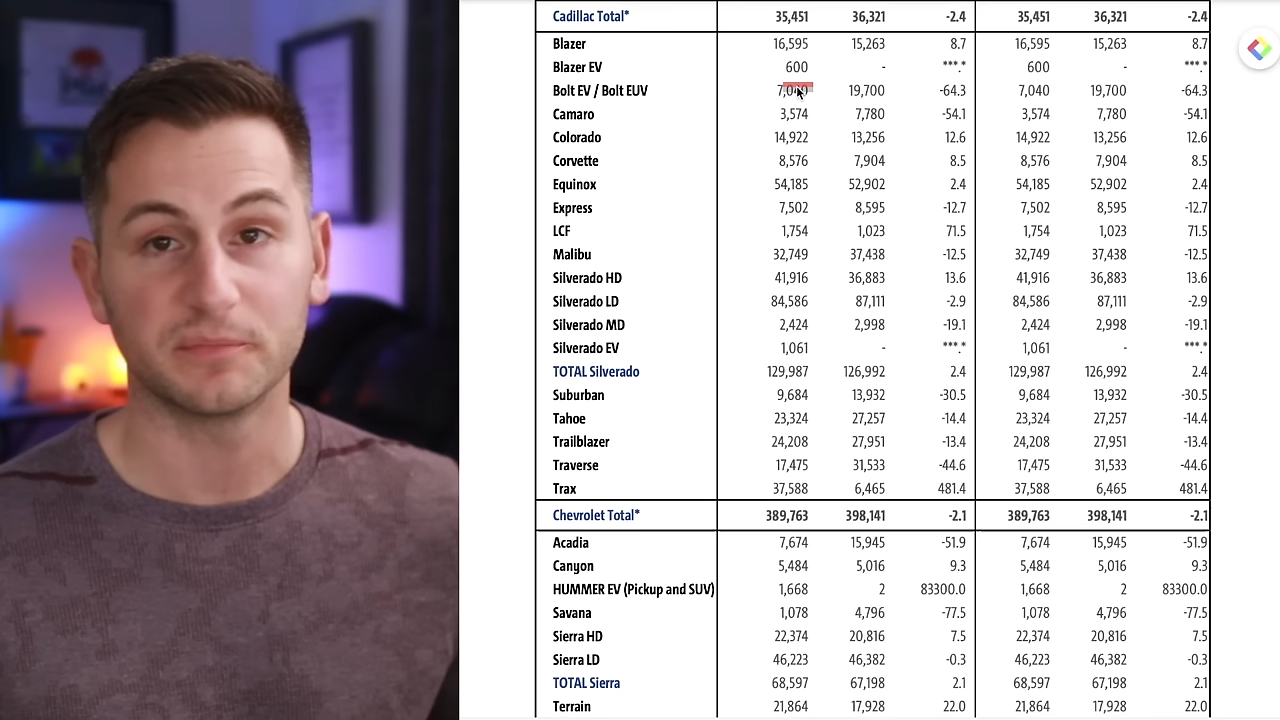 Cadillac Total* 35,451 36,321 -2.4 35,451 36,321 -2.4
Blazer 16,595 15,263 8.7 16,595 15,263 8.7
Blazer EV 600 - ***.* 600 - ***.*
Bolt EV / Bolt EUV 7,040 19,700 -64.3 7,040 19,700 -64.3
Camaro 3,574 7,780 -54.1 3,574 7,780 -54.1
Colorado 14,922 13,256 12.6 14,922 13,256 12.6
Corvette 8,576 7,904 8.5 8,576 7,904 8.5
Equinox 54,185 52,902 2.4 54,185 52,902 2.4
Express 7,502 8,595 -12.7 7,502 8,595 -12.7
LCF 1,754 1,023 71.5 1,754 1,023 71.5
Malibu 32,749 37,438 -12.5 32,749 37,438 -12.5
Silverado HD 41,916 36,883 13.6 41,916 36,883 13.6
Silverado LD 84,586 87,111 -2.9 84,586 87,111 -2.9
Silverado MD 2,424 2,998 -19.1 2,424 2,998 -19.1
Silverado EV 1,061 - ***.* 1,061 - ***.*
TOTAL Silverado 129,987 126,992 2.4 129,987 126,992 2.4
Suburban 9,684 13,932 -30.5 9,684 13,932 -30.5
Tahoe 23,324 27,257 -14.4 23,324 27,257 -14.4
Trailblazer 24,208 27,951 -13.4 24,208 27,951 -13.4
Traverse 17,475 31,533 -44.6 17,475 31,533 -44.6
Trax 37,588 6,465 481.4 37,588 6,465 481.4
Chevrolet Total* 389,763 398,141 -2.1 389,763 398,141 -2.1
Acadia 7,674 15,945 -51.9 7,674 15,945 -51.9
Canyon 5,484 5,016 9.3 5,484 5,016 9.3
HUMMER EV (Pickup and SUV) 1,668 2 83300.0 1,668 2 83300.0
Savana 1,078 4,796 -77.5 1,078 4,796 -77.5
Sierra HD 22,374 20,816 7.5 22,374 20,816 7.5
Sierra LD 46,223 46,382 -0.3 46,223 46,382 -0.3
TOTAL Sierra 68,597 67,198 2.1 68,597 67,198 2.1
Terrain 21,864 17,928 22.0 21,864 17,928 22.0